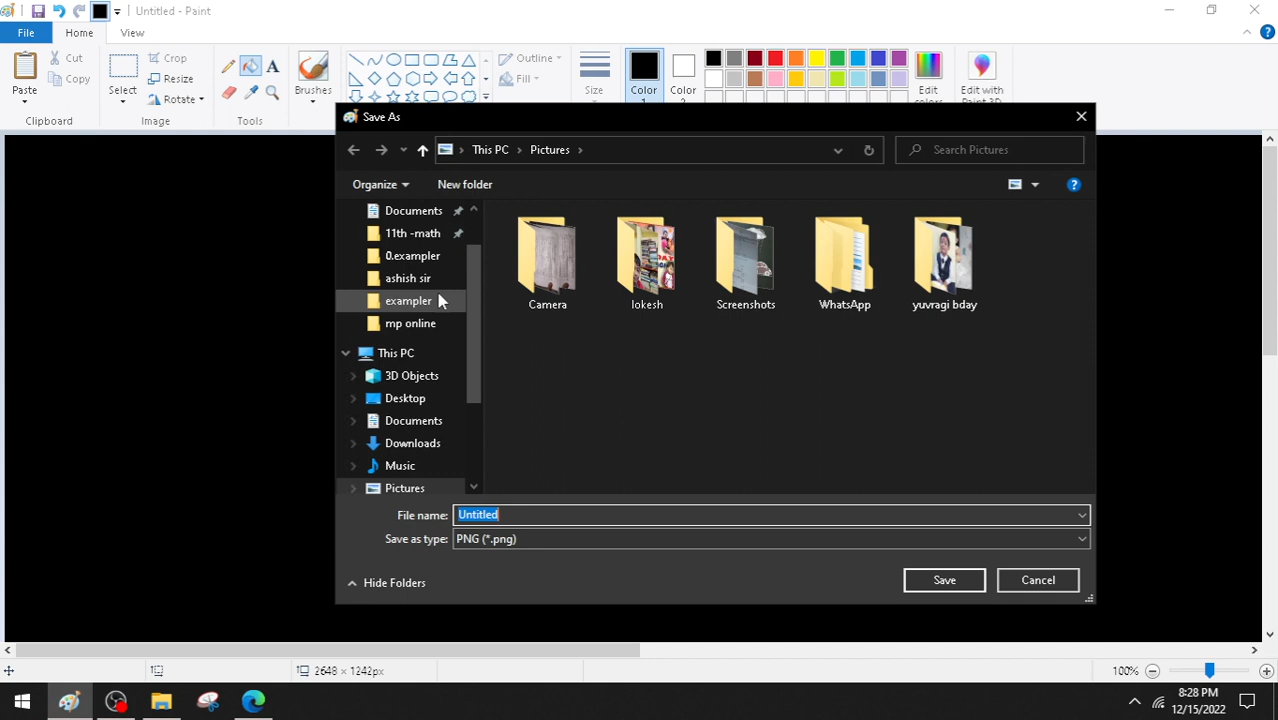 Untitled - Paint
File Home View
Paste
Cut
Copy
Clipboard
Select
Crop
Resize
Rotate
Image
A
Tools
Brushes
Outline
Fill
Size
Color
1
Color
2
Edit
colors
Edit with
Paint 3D
Save As
This PC Pictures
Search Pictures
Organize New folder
Documents
11th -math
0.exampler
ashish sir
exampler
mp online
This PC
3D Objects
Desktop
Documents
Downloads
Music
Pictures
Camera
lokesh
Screenshots
WhatsApp
yuvragi bday
File name: Untitled
Save as type: PNG (*.png)
Hide Folders
Save
Cancel
2648 × 1242px
100%
8:28 PM
12/15/2022